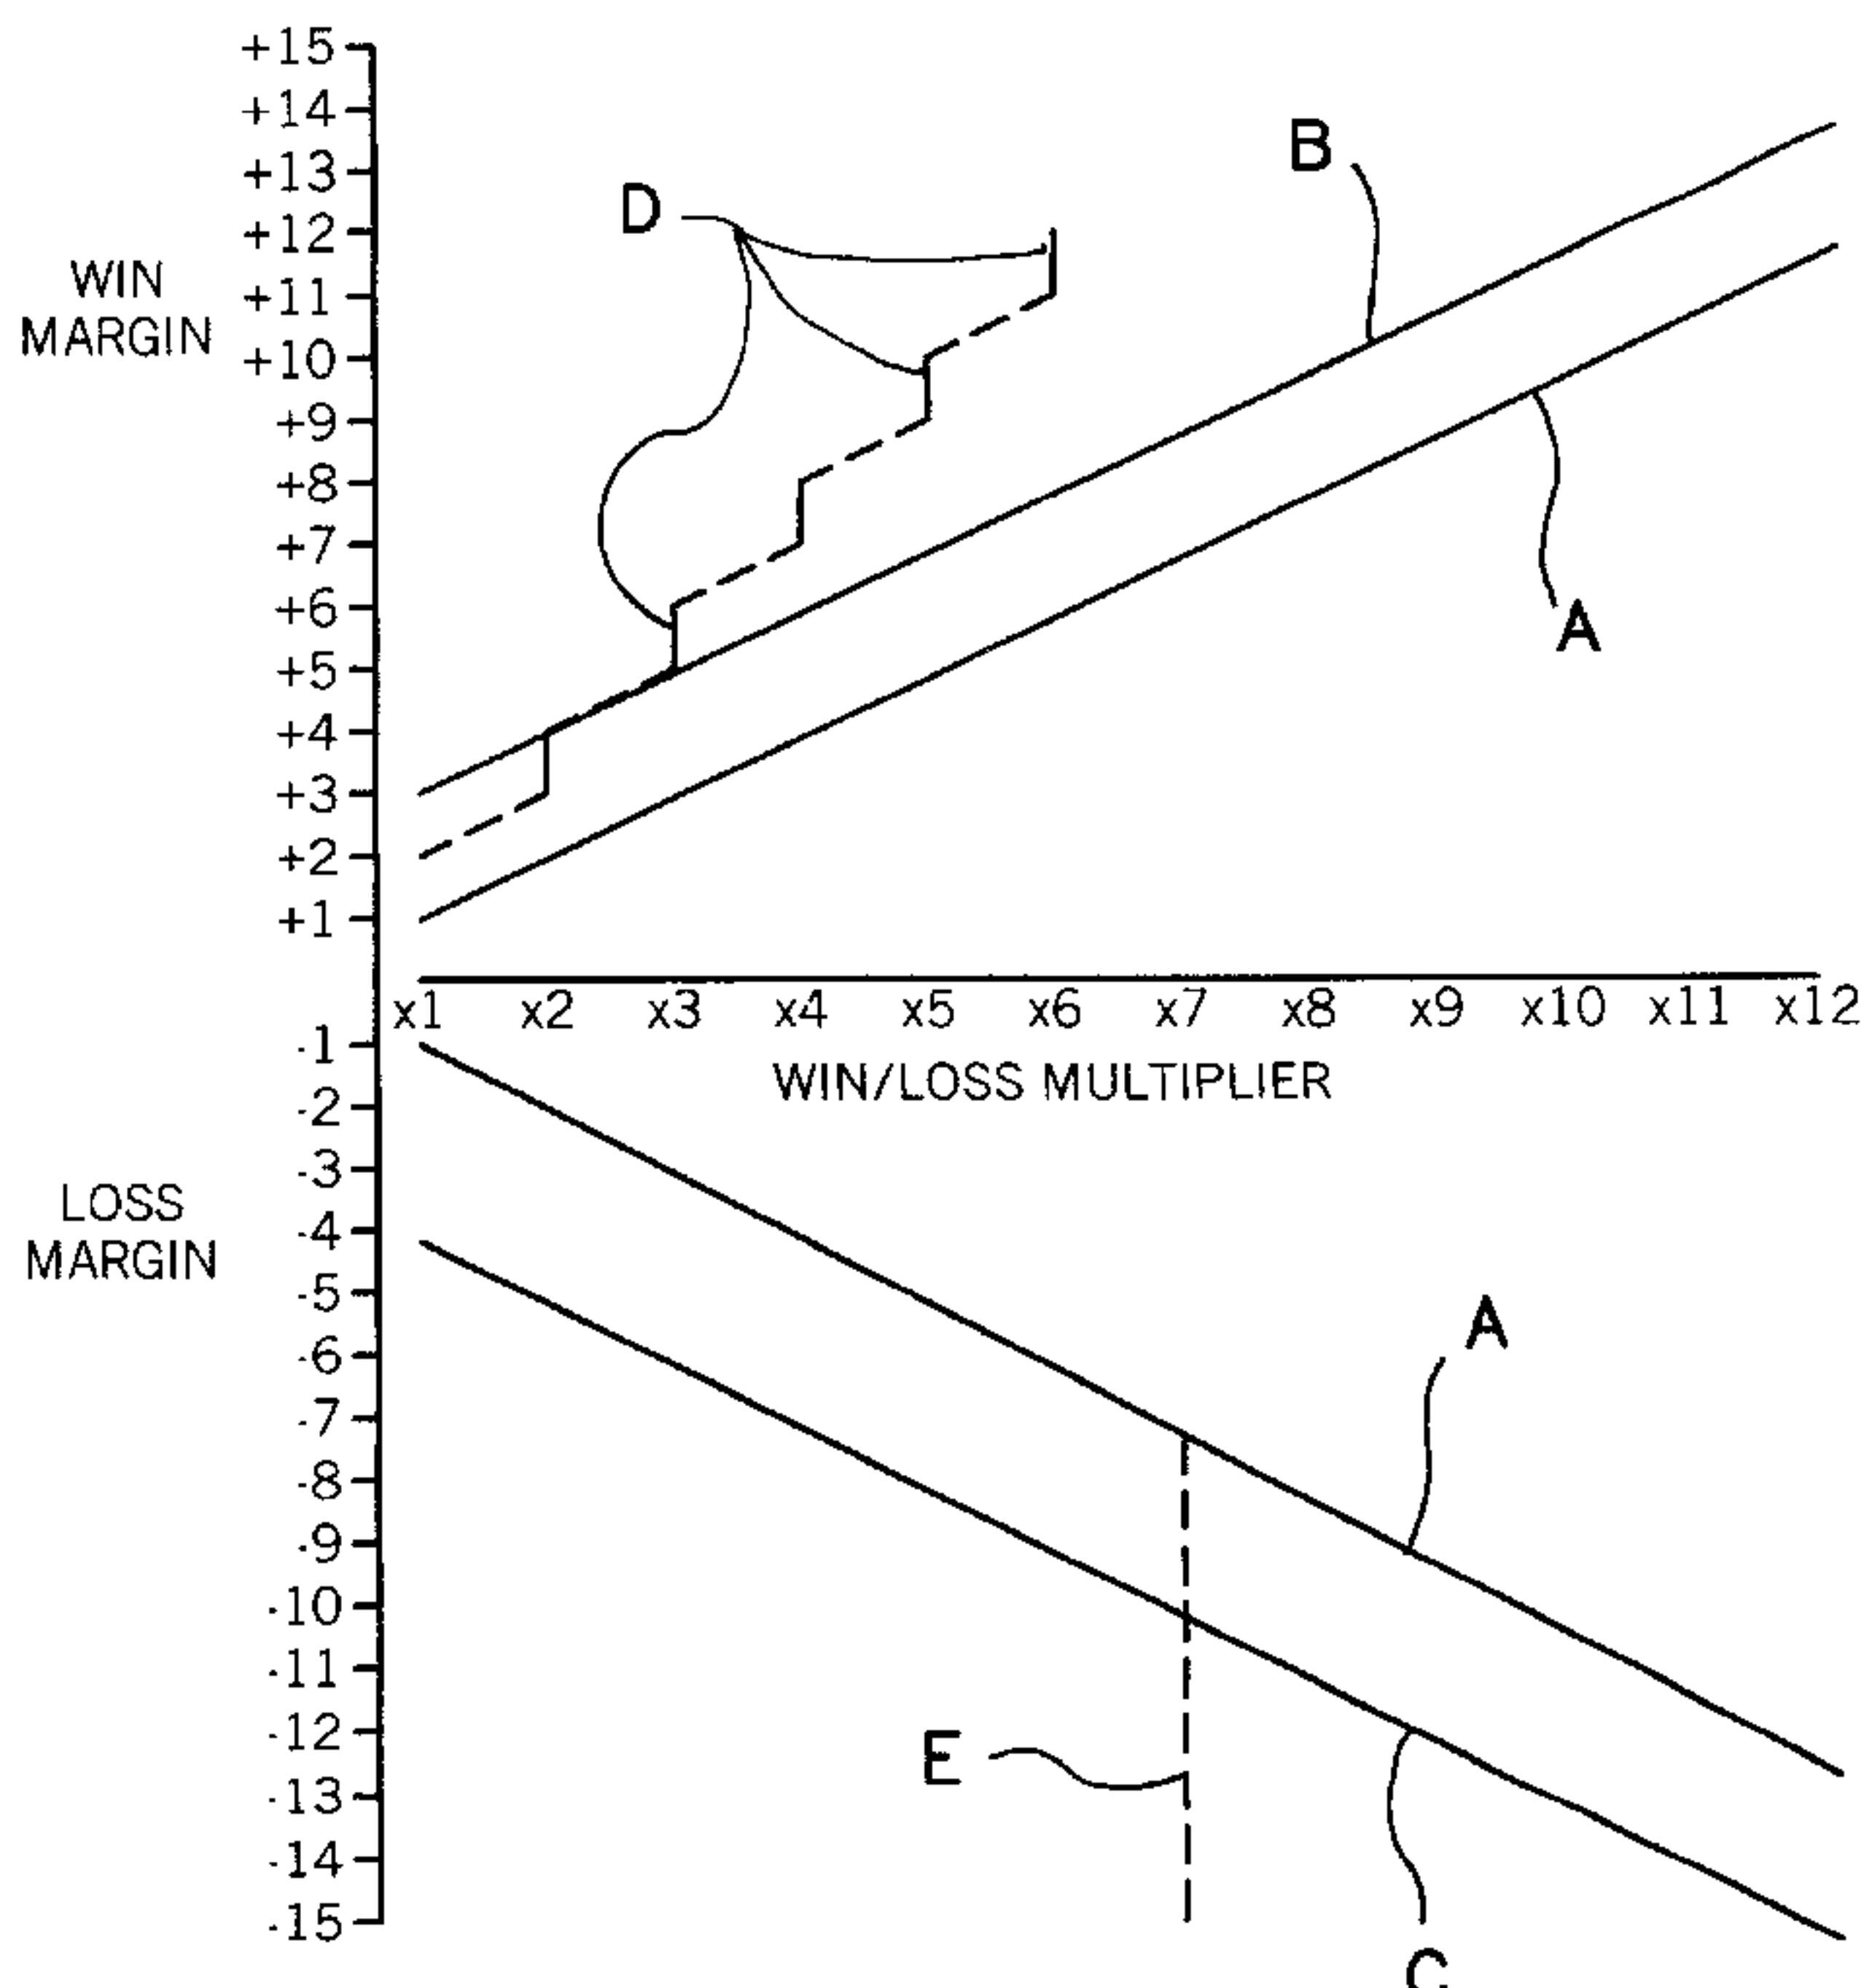 +15
+14
+13
+12
WIN
MARGIN
+11
+10
+9
+8
+7
+6
+5
+4
+3
+2
+1
B
D
A
x1 x2 x3 x4 x5 x6 x7 x8 x9 x10 x11 x12
WIN/LOSS MULTIPLIER
-1
-2
-3
LOSS
MARGIN
-4
-5
-6
-7
-8
-9
-10
-11
-12
-13
-14
-15
A
E
C